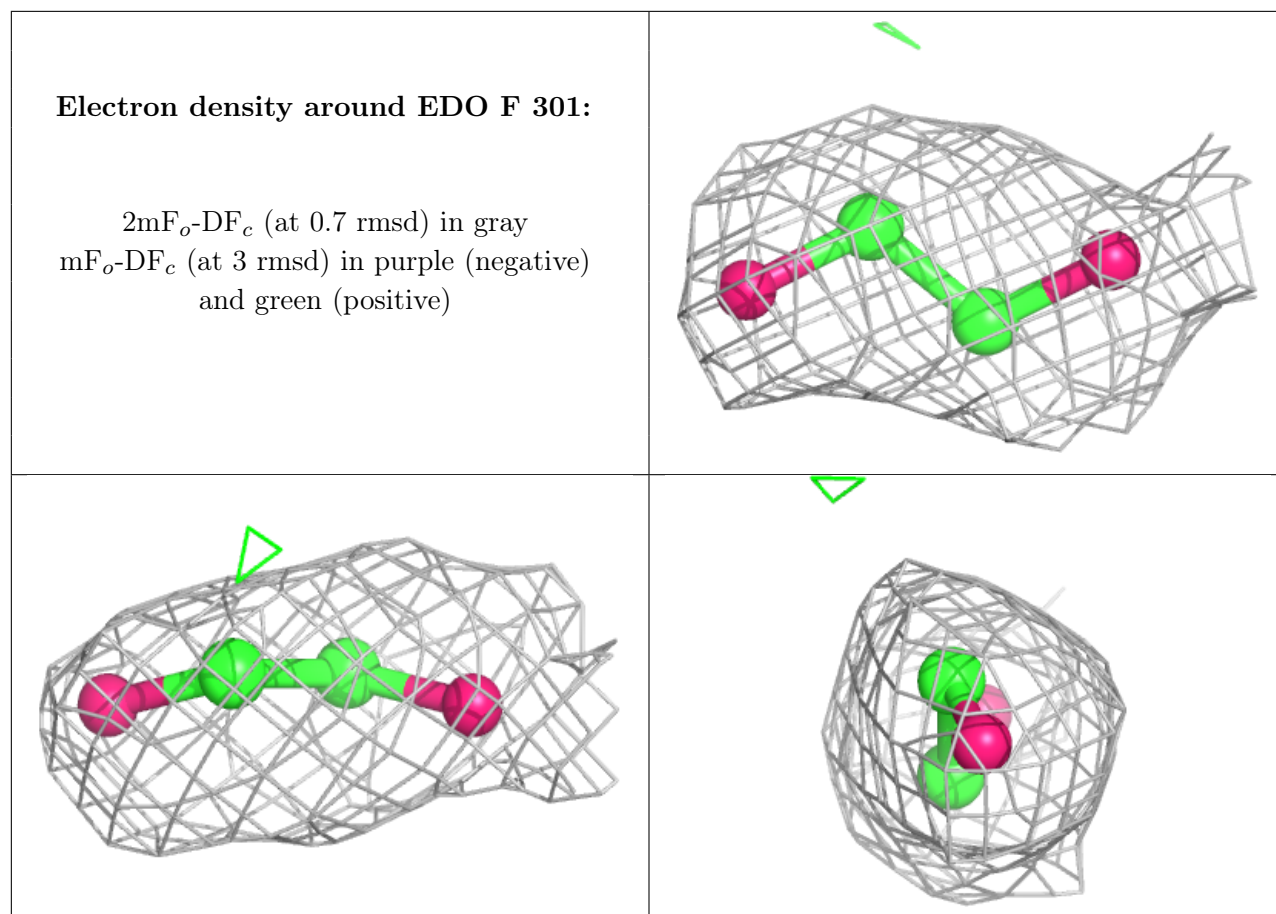 Electron density around EDO F 301:
2mFₒ-DF𝒸 (at 0.7 rmsd) in gray
mFₒ-DF𝒸 (at 3 rmsd) in purple (negative)
and green (positive)